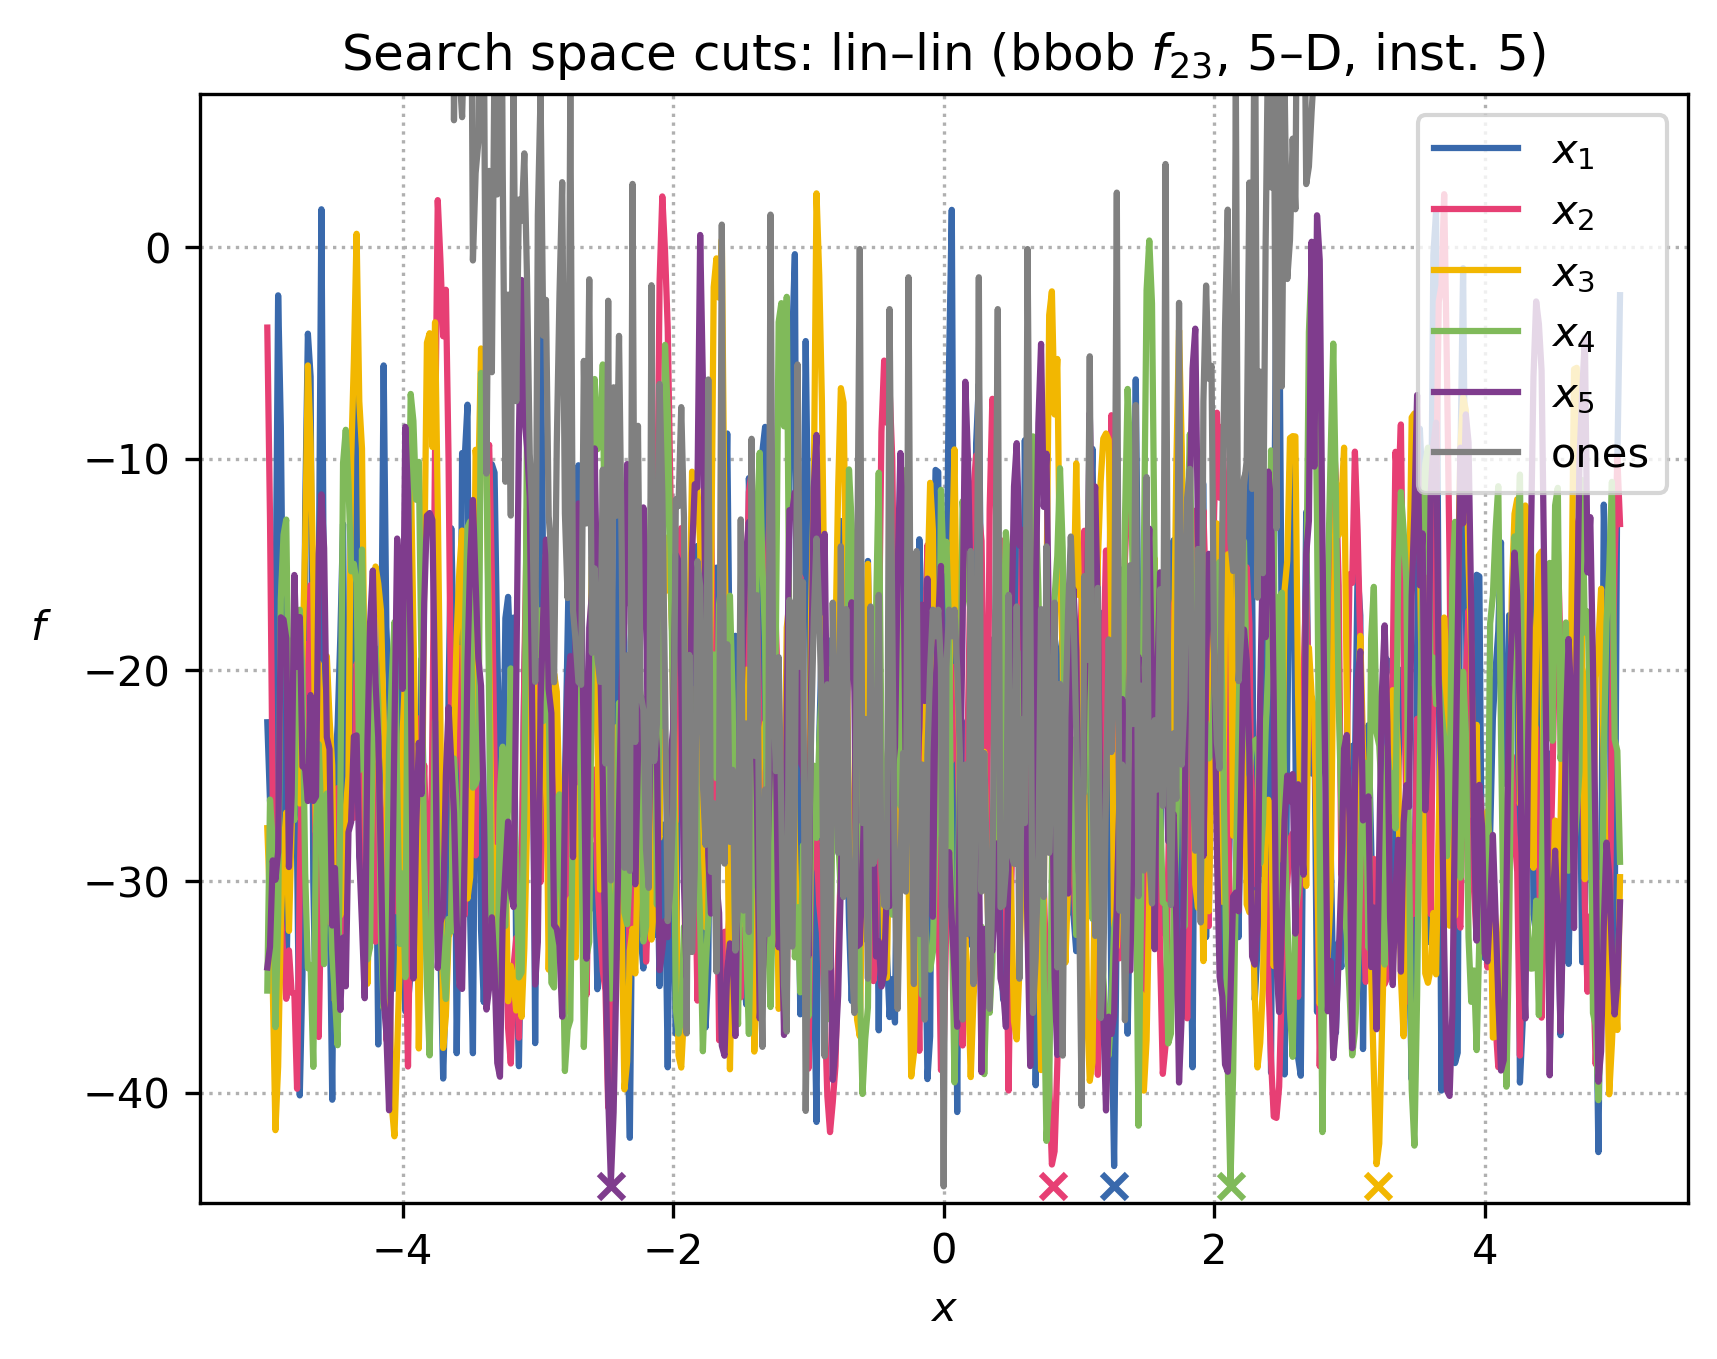 Search space cuts: lin–lin (bbob f₂₃, 5–D, inst. 5)
x₁
x₂
x₃
x₄
x₅
ones
0
−10
−20
−30
−40
f
−4
−2
0
2
4
x